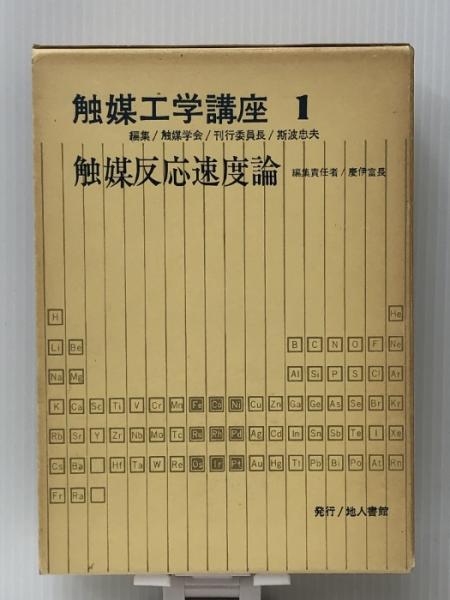 触媒工学講座 1
編集/触媒学会/刊行委員長/斯波忠夫
触媒反応速度論 編集責任者/慶伊富長
H He
Li Be B C N O F Ne
Na Mg Al Si P S Cl Ar
K Ca Sc Ti V Cr Mn Fe Co Ni Cu Zn Ga Ge As Se Br Kr
Rb Sr Y Zr Nb Mo Tc Ru Rh Pd Ag Cd In Sn Sb Te I Xe
Cs Ba Hf Ta W Re Os Ir Pt Au Hg Tl Pb Bi Po At Rn
Fr Ra
発行/地人書館